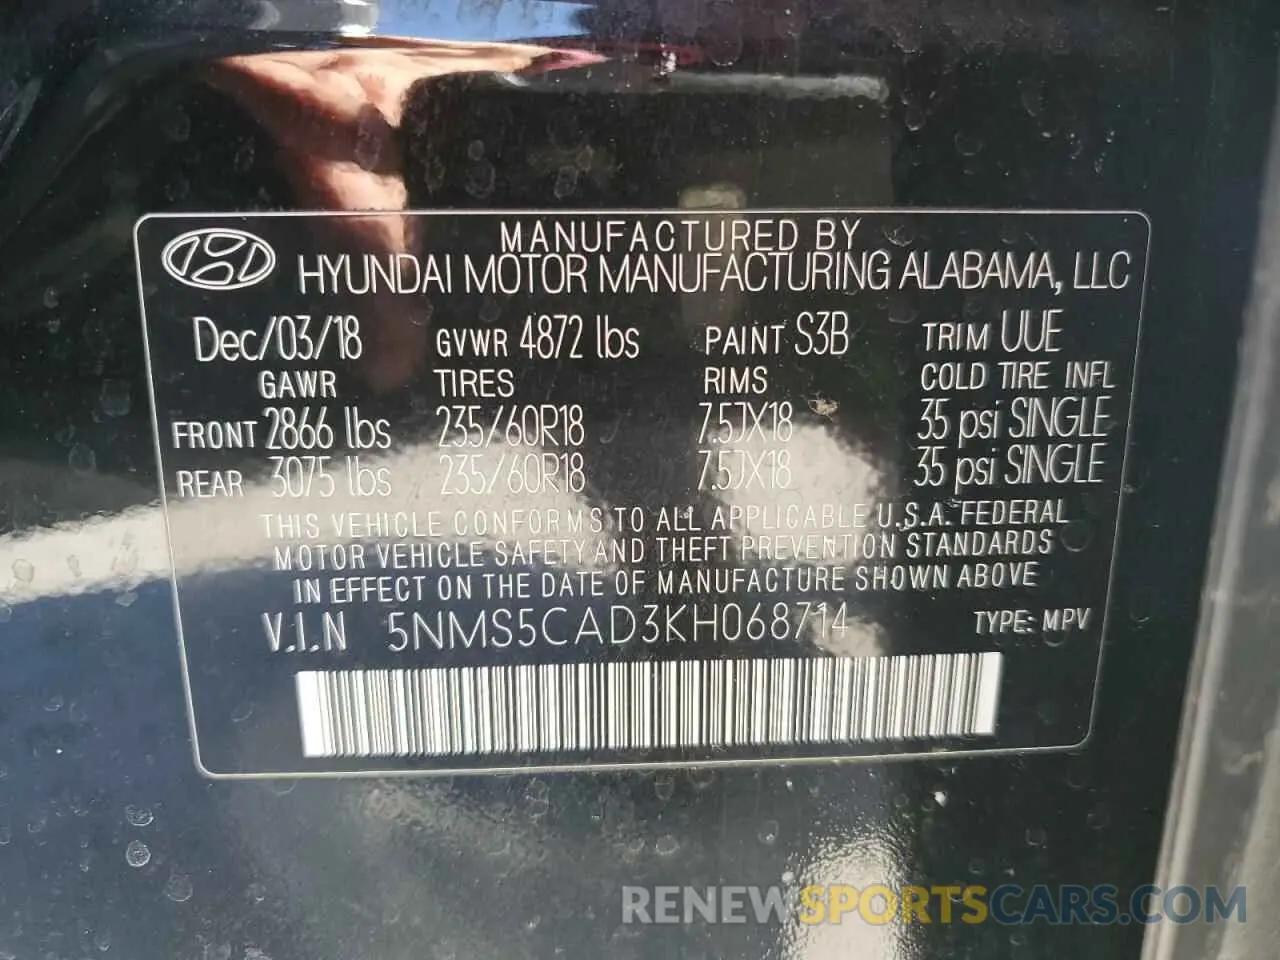 MANUFACTURED BY
HYUNDAI MOTOR MANUFACTURING ALABAMA, LLC
Dec/03/18 GVWR 4872 lbs PAINT S3B TRIM UUE
GAWR TIRES RIMS COLD TIRE INFL
FRONT 2866 lbs 235/60R18 7.5JX18 35 psi SINGLE
REAR 3075 lbs 235/60R18 7.5JX18 35 psi SINGLE
THIS VEHICLE CONFORMS TO ALL APPLICABLE U.S.A. FEDERAL
MOTOR VEHICLE SAFETY AND THEFT PREVENTION STANDARDS
IN EFFECT ON THE DATE OF MANUFACTURE SHOWN ABOVE
V.I.N 5NMS5CAD3KH068714 TYPE: MPV
RENEWSPORTSCARS.COM